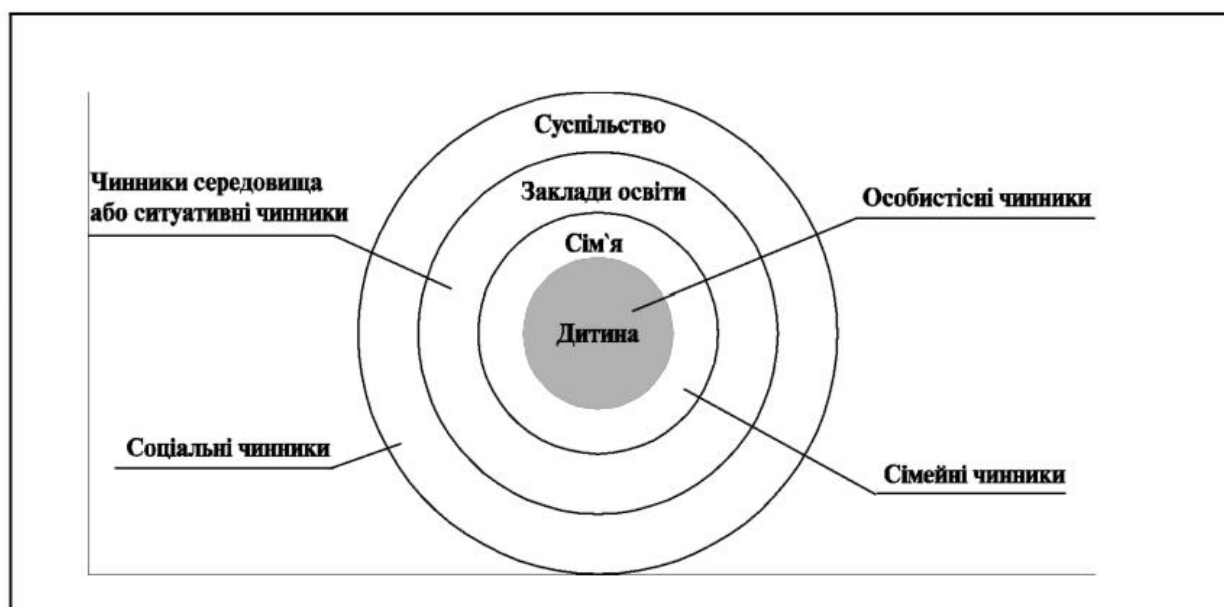 Суспільство
Чинники середовища
або ситуативні чинники
Заклади освіти
Особистісні чинники
Сім`я
Дитина
Соціальні чинники
Сімейні чинники